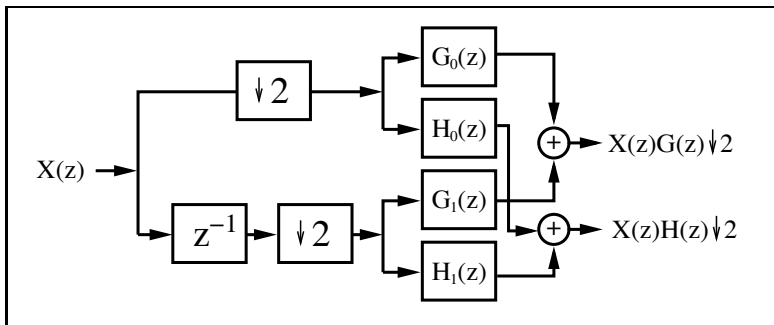 G₀(z)
↓2
H₀(z)
X(z)G(z)↓2
X(z)
G₁(z)
z⁻¹
↓2
X(z)H(z)↓2
H₁(z)
+
+